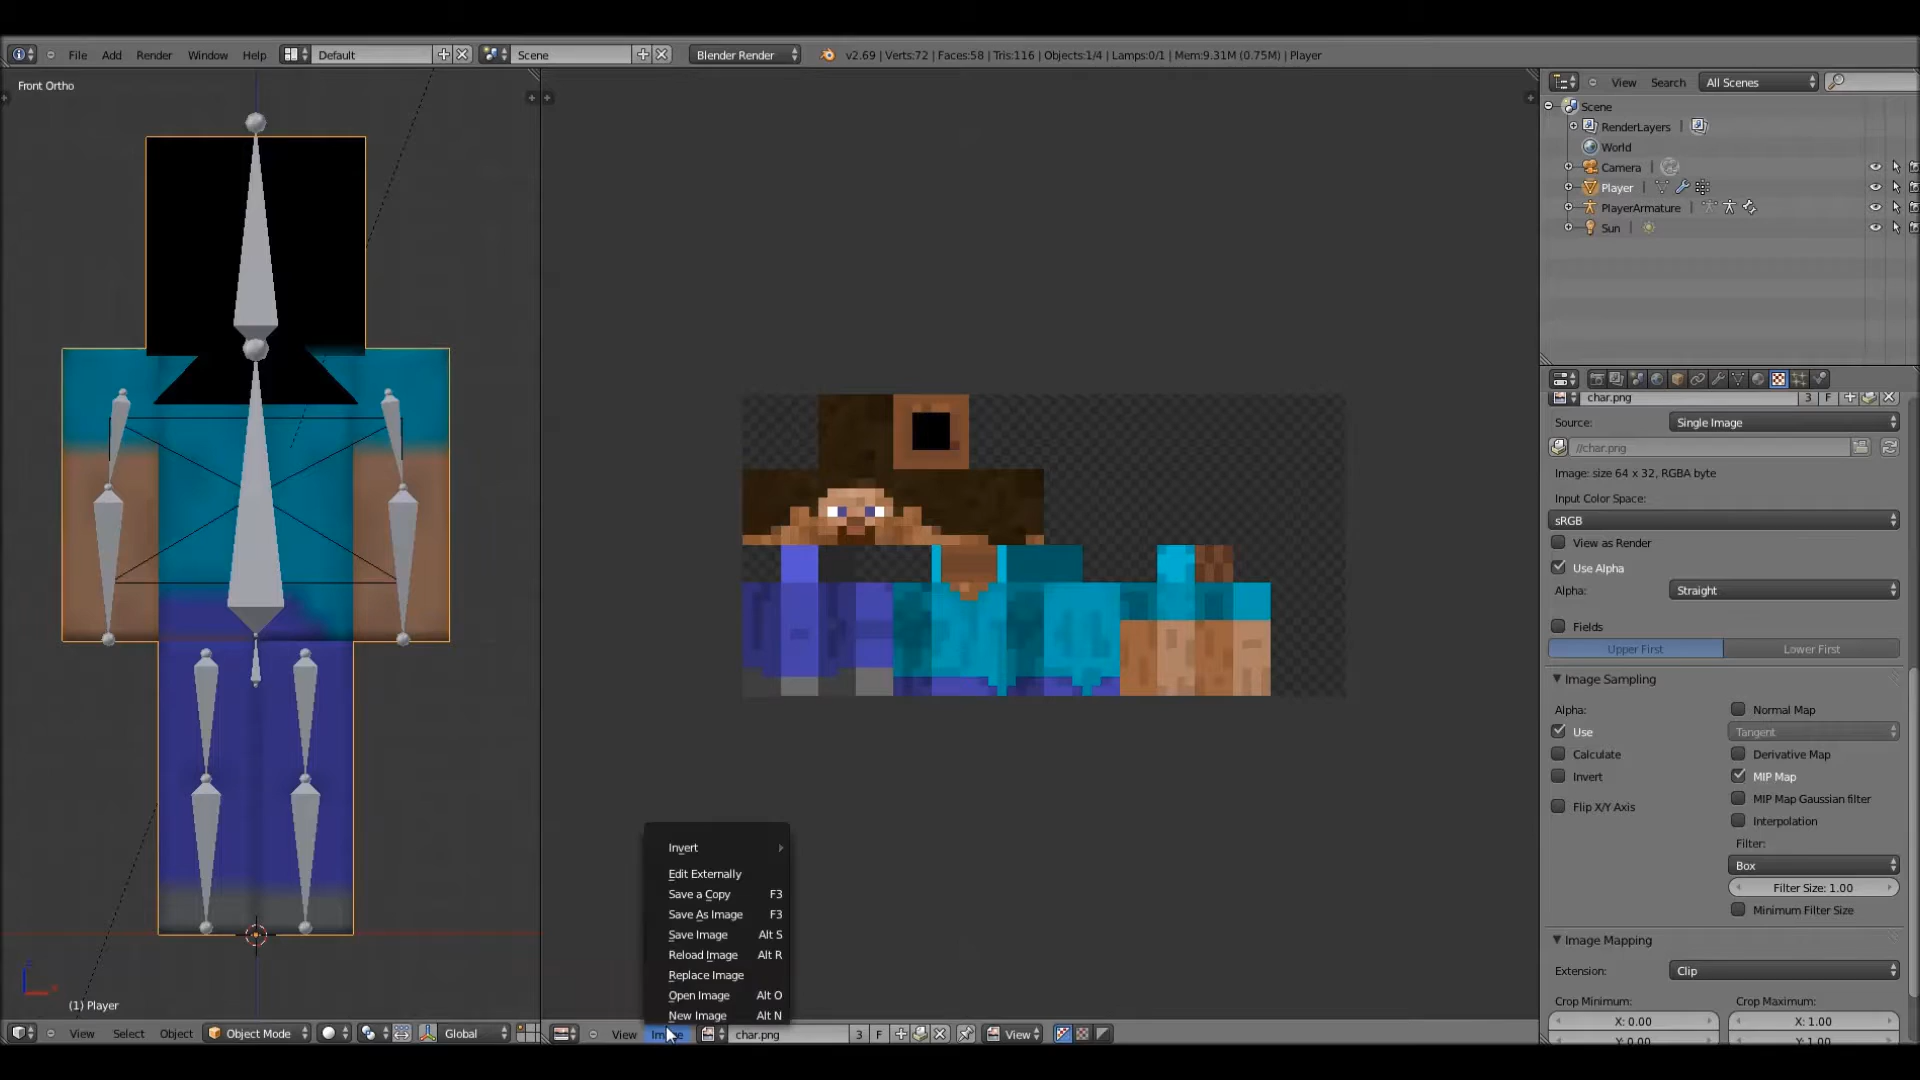 File Add Render Window Help Default Scene Blender Render v2.69 | Verts:72 | Faces:58 | Tris:116 | Objects:1/4 | Lamps:0/1 | Mem:9.31M (0.75M) | Player
Front Ortho
View Search All Scenes
Scene
RenderLayers |
World
Camera |
Player |
PlayerArmature |
Sun |
char.png 3 F
Source: Single Image
//char.png
Image: size 64 x 32, RGBA byte
Input Color Space:
sRGB
View as Render
Use Alpha
Alpha: Straight
Fields
Upper First Lower First
Image Sampling
Alpha: Normal Map
Use Tangent
Calculate Derivative Map
Invert MIP Map
MIP Map Gaussian filter
Flip X/Y Axis
Interpolation
Filter:
Box
Filter Size: 1.00
Minimum Filter Size
Image Mapping
Extension: Clip
Crop Minimum: Crop Maximum:
X: 0.00 X: 1.00
Y: 0.00 Y: 1.00
Invert
Edit Externally
Save a Copy F3
Save As Image F3
Save Image Alt S
Reload Image Alt R
Replace Image
Open Image Alt O
New Image Alt N
(1) Player
View Select Object Object Mode Global View Image char.png 3 F View